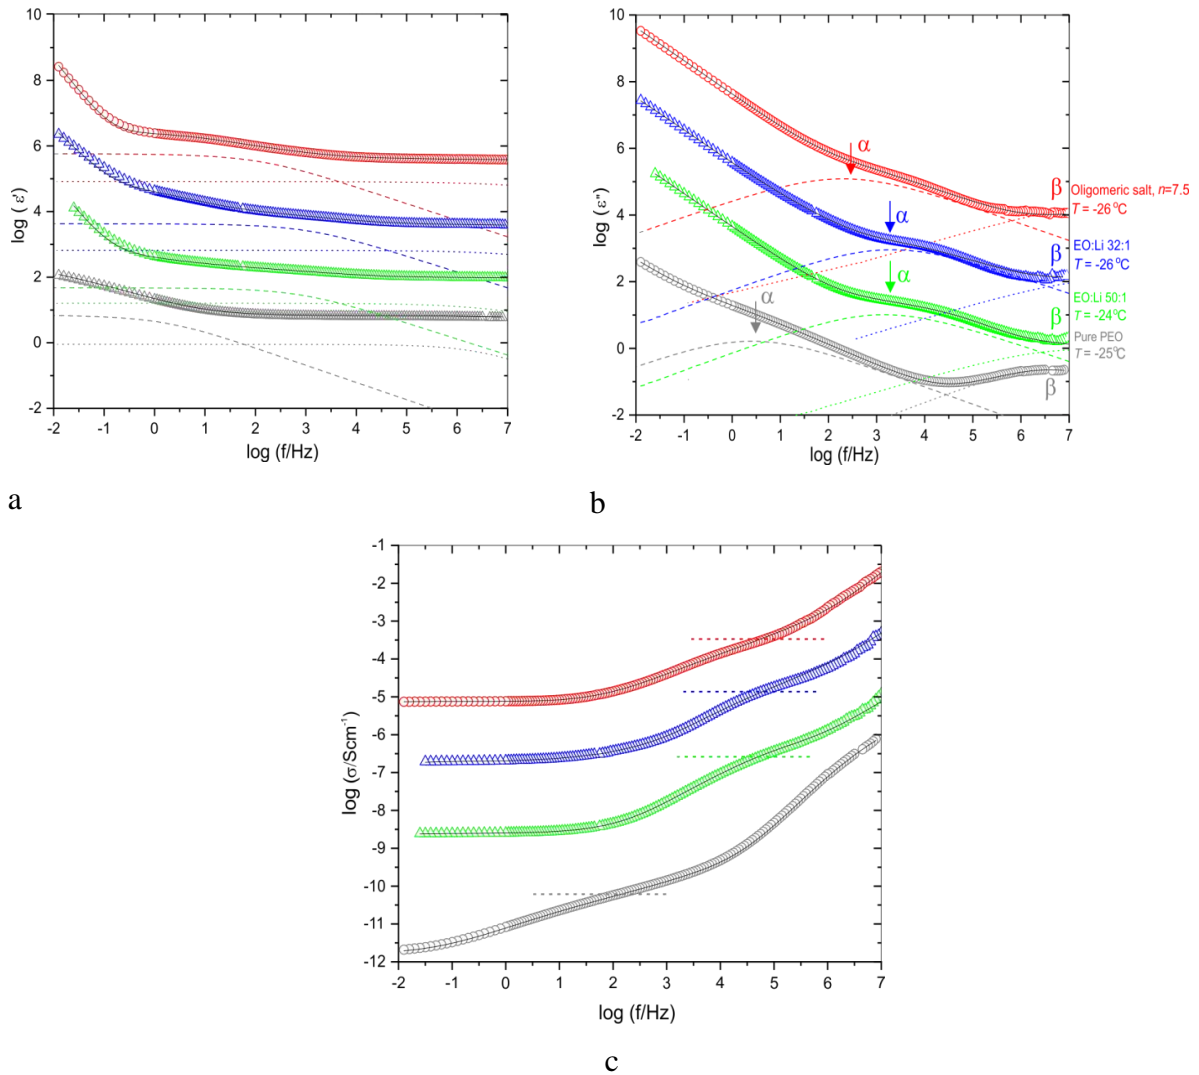 10
8
6
4
2
0
-2
log (ε')
-2 -1 0 1 2 3 4 5 6 7
log (f/Hz)
a
10
8
6
4
2
0
-2
log (ε'')
α
α
α
α
β Oligomeric salt, n=7.5
T = -26 °C
β EO:Li 32:1
T = -26 °C
β EO:Li 50:1
T = -24°C
Pure PEO
T = -25°C
β
-2 -1 0 1 2 3 4 5 6 7
log (f/Hz)
b
-1
-2
-3
-4
-5
-6
-7
-8
-9
-10
-11
-12
log (σ/Scm⁻¹)
-2 -1 0 1 2 3 4 5 6 7
log (f/Hz)
c